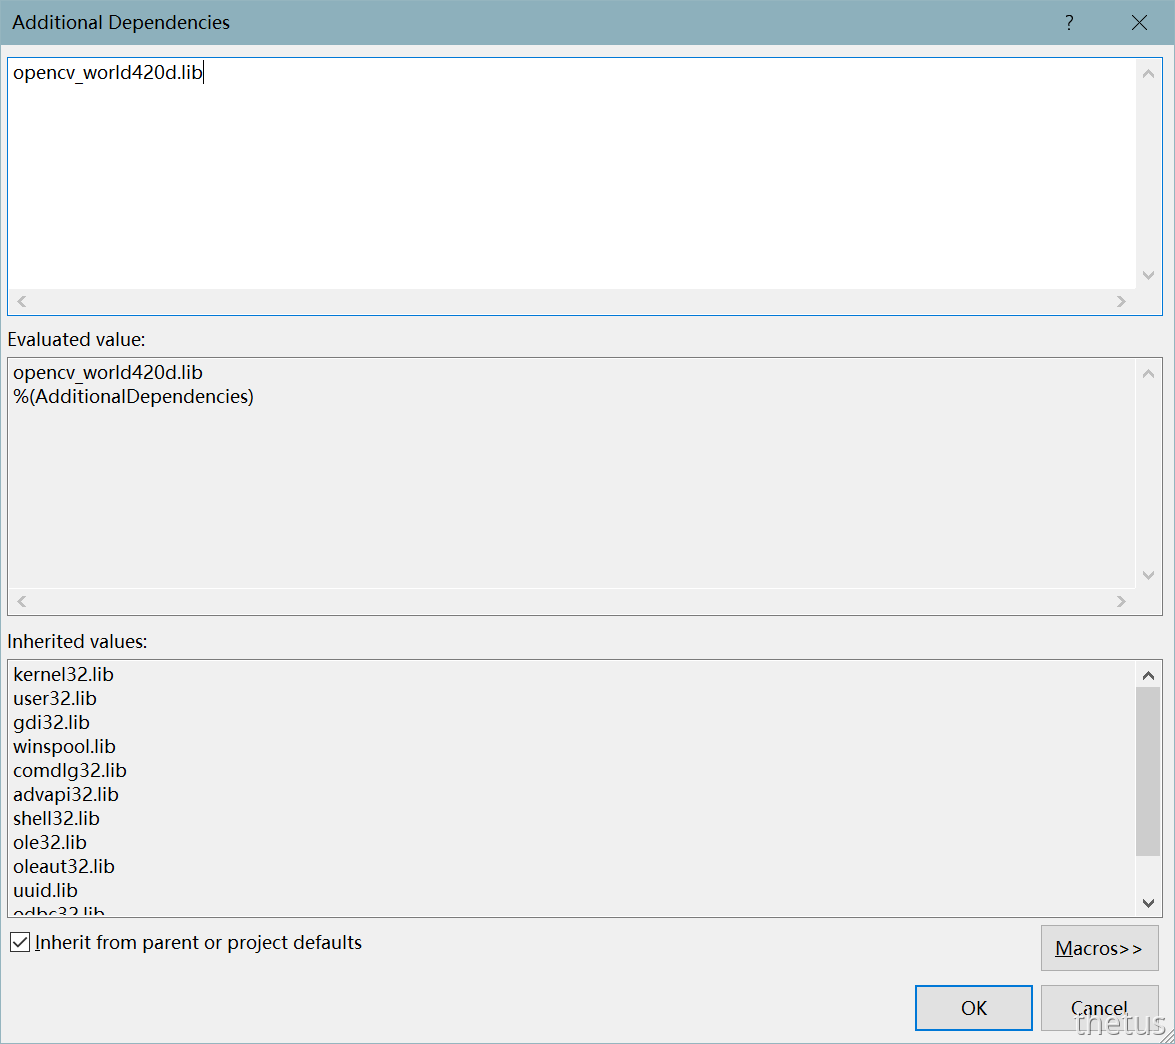 Additional Dependencies
?
opencv_world420d.lib
Evaluated value:
opencv_world420d.lib
%(AdditionalDependencies)
Inherited values:
kernel32.lib
user32.lib
gdi32.lib
winspool.lib
comdlg32.lib
advapi32.lib
shell32.lib
ole32.lib
oleaut32.lib
uuid.lib
odbc32.lib
Inherit from parent or project defaults
Macros>>
OK
Cancel
thetus